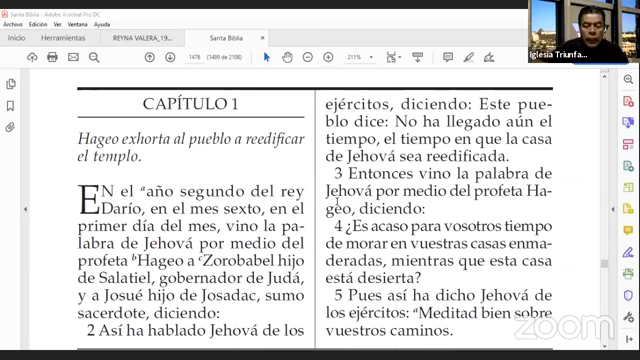 Santa Biblia - Adobe Acrobat Pro DC
Archivo Edición Ver Ventana Ayuda
Inicio Herramientas REYNA VALERA_19... Santa Biblia ×
1476 (1489 de 2108) 211%
Iglesia Triunfa...
CAPÍTULO 1
Hageo exhorta al pueblo a reedificar
el templo.
EN el ᵃaño segundo del rey
Darío, en el mes sexto, en el
primer día del mes, vino la pa-
labra de Jehová por medio del
profeta ᵇHageo a ᶜZorobabel hijo
de Salatiel, gobernador de Judá,
y a Josué hijo de Josadac, sumo
sacerdote, diciendo:
2 Así ha hablado Jehová de los
ejércitos, diciendo: Este pue-
blo dice: No ha llegado aún el
tiempo, el tiempo en que la casa
de Jehová sea reedificada.
3 Entonces vino la palabra de
Jehová por medio del profeta Ha-
geo, diciendo:
4 ¿Es acaso para vosotros tiempo
de morar en vuestras casas enma-
deradas, mientras que esta casa
está desierta?
5 Pues así ha dicho Jehová de
los ejércitos: ᵃMeditad bien sobre
vuestros caminos.
zoom